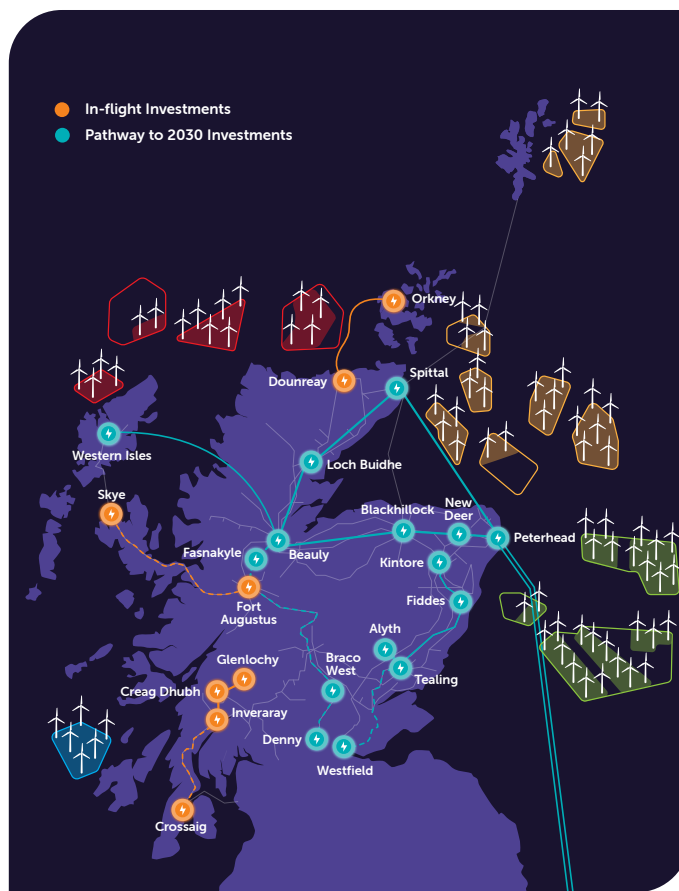 In-flight Investments
Pathway to 2030 Investments
Orkney
Dounreay
Spittal
Western Isles
Loch Buidhe
Skye
Blackhillock
New
Deer
Peterhead
Fasnakyle
Beauly
Kintore
Fort
Augustus
Fiddes
Alyth
Glenlochy
Braco
West
Tealing
Creag Dhubh
Inveraray
Denny
Westfield
Crossaig